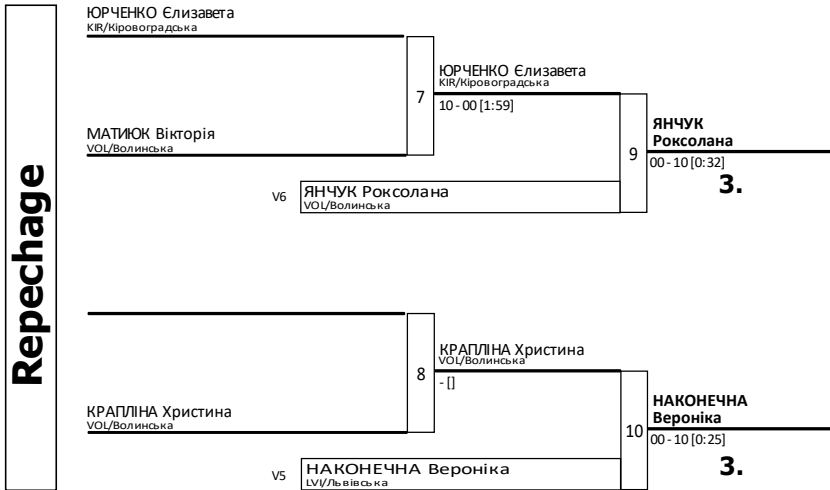 Repechage
ЮРЧЕНКО Єлизавета
KIR/Кіровоградська
7
ЮРЧЕНКО Єлизавета
KIR/Кіровоградська
10 - 00 [1:59]
МАТИЮК Вікторія
VOL/Волинська
9
ЯНЧУК
Роксолана
00 - 10 [0:32]
3.
V6
ЯНЧУК Роксолана
VOL/Волинська
8
КРАПЛІНА Христина
VOL/Волинська
- []
КРАПЛІНА Христина
VOL/Волинська
10
НАКОНЕЧНА
Вероніка
00 - 10 [0:25]
3.
V5
НАКОНЕЧНА Вероніка
LVI/Львівська